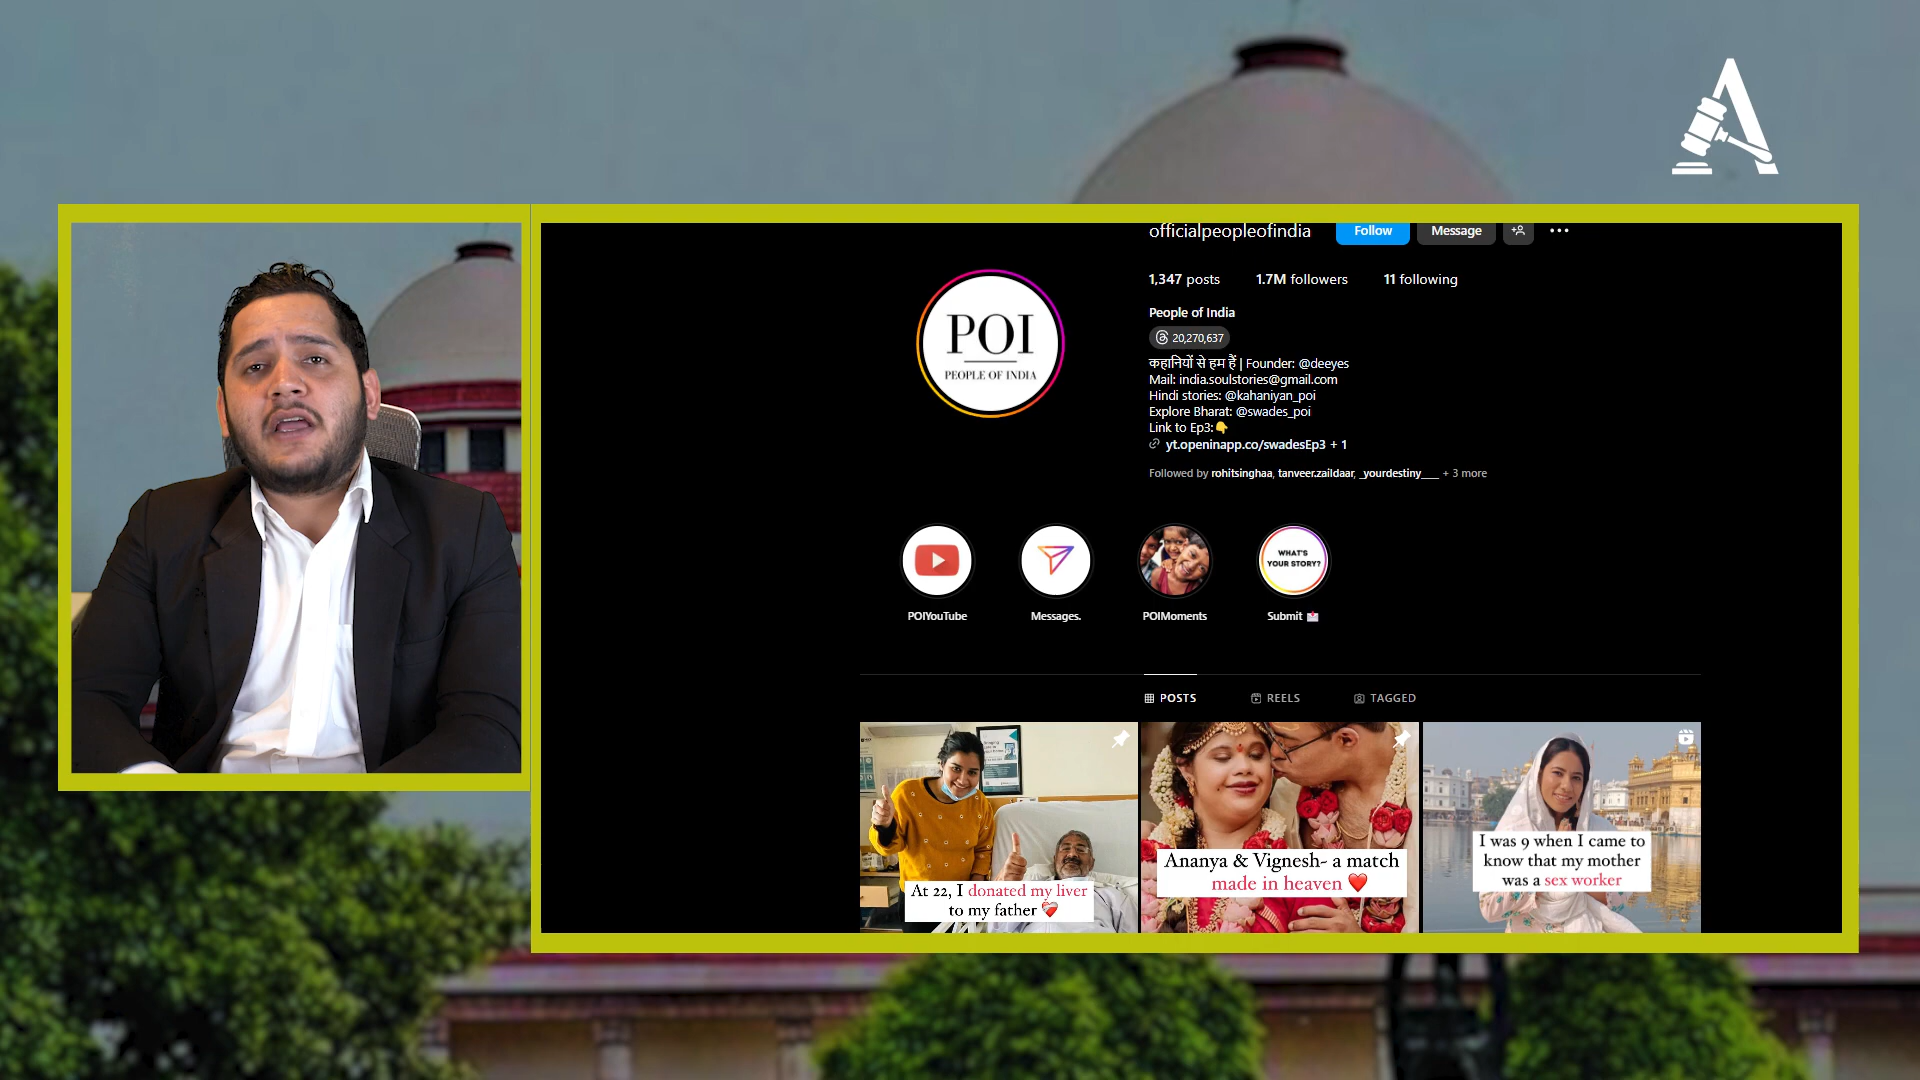 officialpeopleofindia Follow Message
1,347 posts 1.7M followers 11 following
POI
PEOPLE OF INDIA
People of India
20,270,637
कहानियों से हम हैं | Founder: @deeyes
Mail: india.soulstories@gmail.com
Hindi stories: @kahaniyan_poi
Explore Bharat: @swades_poi
Link to Ep3:👇
yt.openinapp.co/swadesEp3 + 1
Followed by rohitsinghaa, tanveer.zaildaar, _yourdestiny___ + 3 more
WHAT'S
YOUR STORY?
POIYouTube Messages. POIMoments Submit 📩
POSTS REELS TAGGED
At 22, I donated my liver
to my father ❤️‍🩹
Ananya & Vignesh- a match
made in heaven ❤️
I was 9 when I came to
know that my mother
was a sex worker